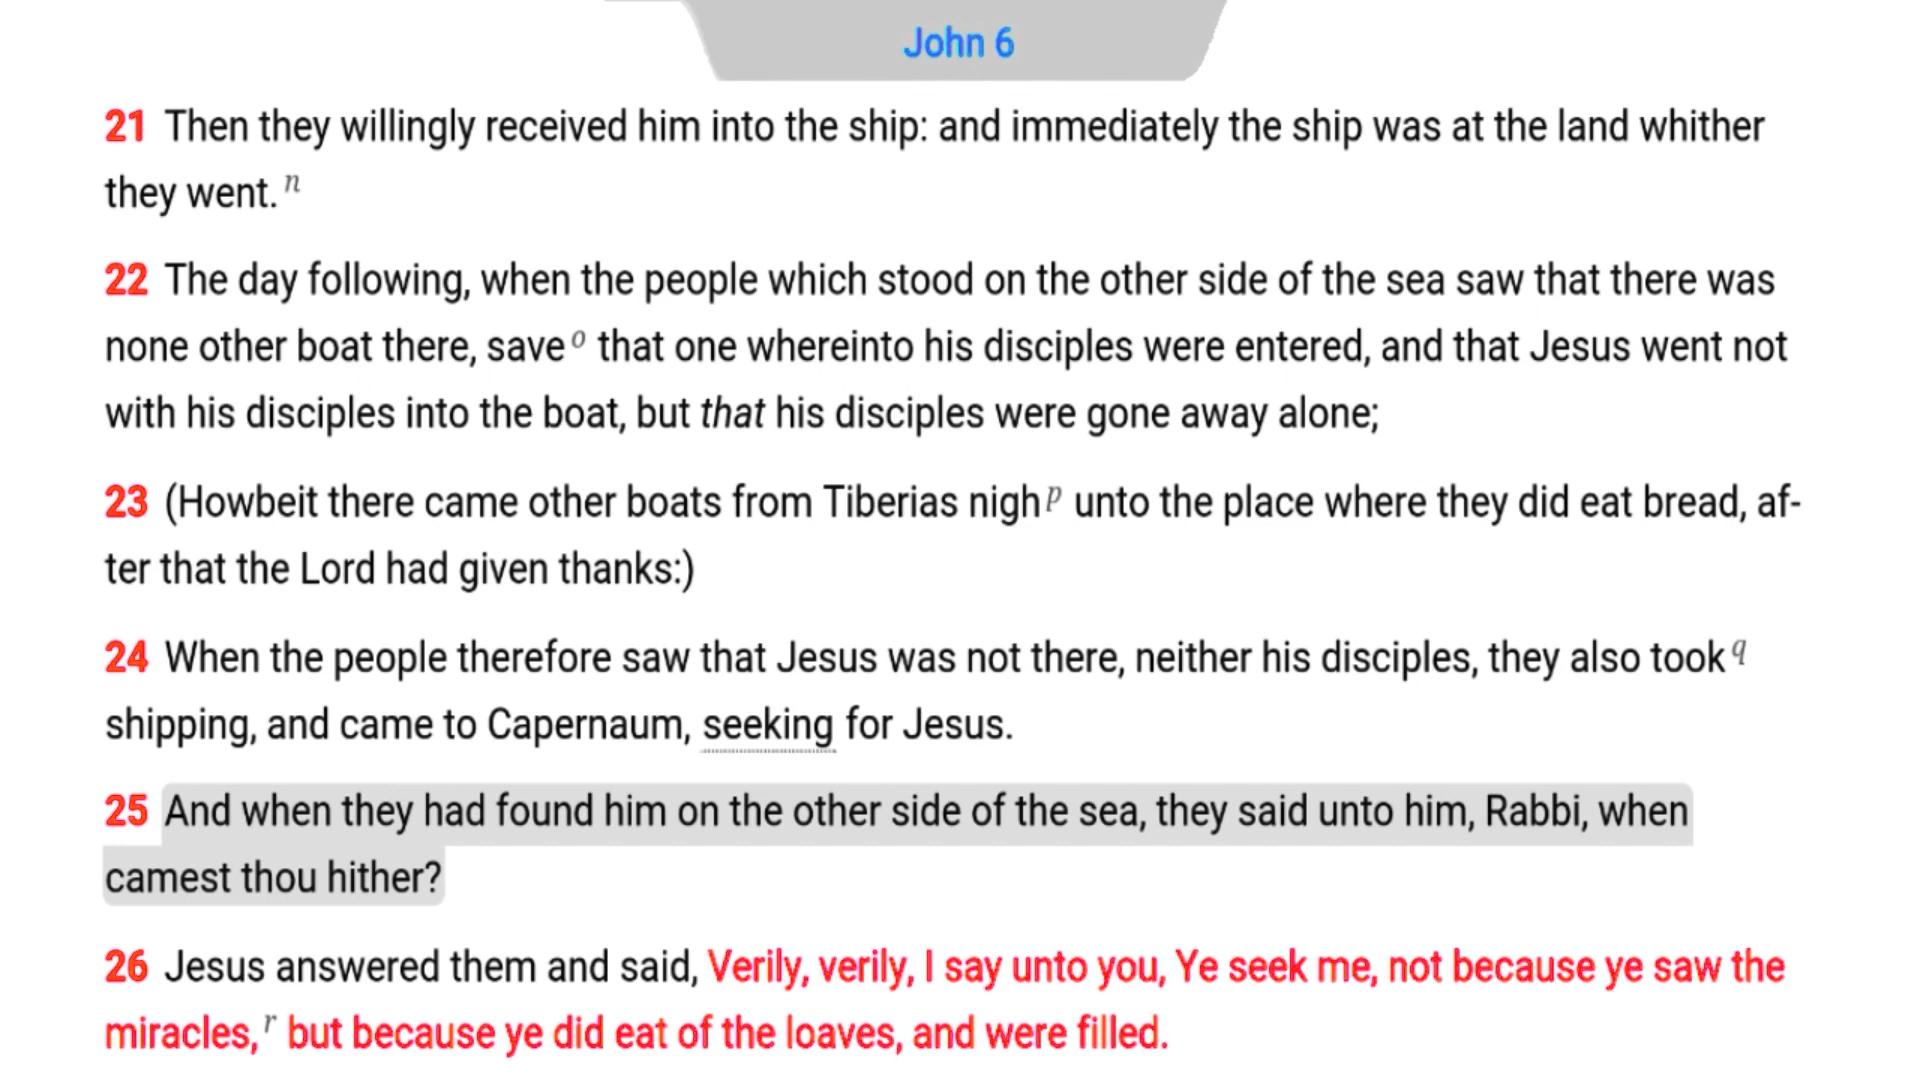 John 6
21 Then they willingly received him into the ship: and immediately the ship was at the land whither
they went. n
22 The day following, when the people which stood on the other side of the sea saw that there was
none other boat there, save o that one whereinto his disciples were entered, and that Jesus went not
with his disciples into the boat, but that his disciples were gone away alone;
23 (Howbeit there came other boats from Tiberias nigh p unto the place where they did eat bread, af-
ter that the Lord had given thanks:)
24 When the people therefore saw that Jesus was not there, neither his disciples, they also took q
shipping, and came to Capernaum, seeking for Jesus.
25 And when they had found him on the other side of the sea, they said unto him, Rabbi, when
camest thou hither?
26 Jesus answered them and said, Verily, verily, I say unto you, Ye seek me, not because ye saw the
miracles, r but because ye did eat of the loaves, and were filled.